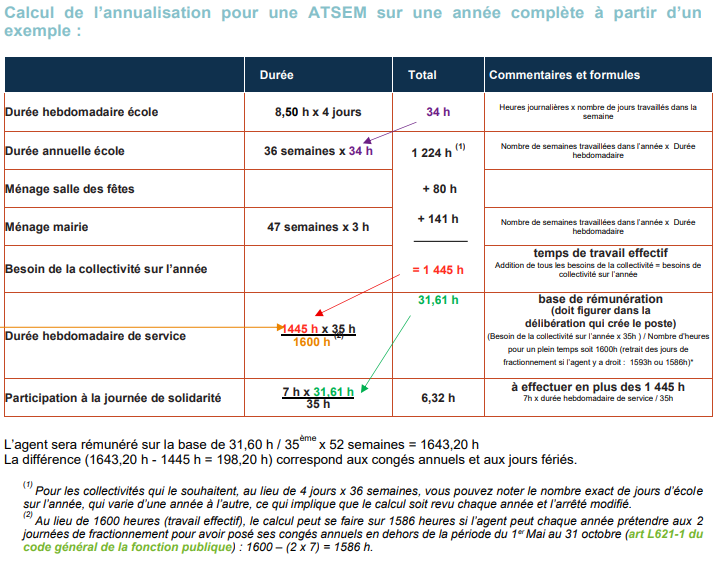 Calcul de l’annualisation pour une ATSEM sur une année complète à partir d’un
exemple :
Durée Total Commentaires et formules
Durée hebdomadaire école 8,50 h x 4 jours 34 h Heures journalières x nombre de jours travaillés dans la
semaine
Durée annuelle école 36 semaines x 34 h 1 224 h (1) Nombre de semaines travaillées dans l’année x Durée
hebdomadaire
Ménage salle des fêtes + 80 h
Ménage mairie 47 semaines x 3 h + 141 h Nombre de semaines travaillées dans l’année x Durée
hebdomadaire
Besoin de la collectivité sur l’année = 1 445 h temps de travail effectif
Addition de tous les besoins de la collectivité = besoins de
collectivité sur l’année
Durée hebdomadaire de service 1445 h x 35 h
1600 h (2)
31,61 h
base de rémunération
(doit figurer dans la
délibération qui crée le poste)
(Besoin de la collectivité sur l’année x 35h ) / Nombre d’heures
pour un plein temps soit 1600h (retrait des jours de
fractionnement si l’agent y a droit : 1593h ou 1586h)*
Participation à la journée de solidarité 7 h x 31,61 h
35 h
6,32 h
à effectuer en plus des 1 445 h
7h x durée hebdomadaire de service / 35h
L’agent sera rémunéré sur la base de 31,60 / 35ème x 52 semaines = 1643,20 h
La différence (1643,20 h - 1445 h = 198,20 h) correspond aux congés annuels et aux jours fériés.
(1) Pour les collectivités qui le souhaitent, au lieu de 4 jours x 36 semaines, vous pouvez noter le nombre exact de jours d’école
sur l’année, qui varie d’une année à l’autre, ce qui implique que le calcul soit revu chaque année et l’arrêté modifié.
(2) Au lieu de 1600 heures (travail effectif), le calcul peut se faire sur 1586 heures si l’agent peut chaque année prétendre aux 2
journées de fractionnement pour avoir posé ses congés annuels en dehors de la période du 1er Mai au 31 octobre (art L621-1 du
code général de la fonction publique) : 1600 – (2 x 7) = 1586 h.